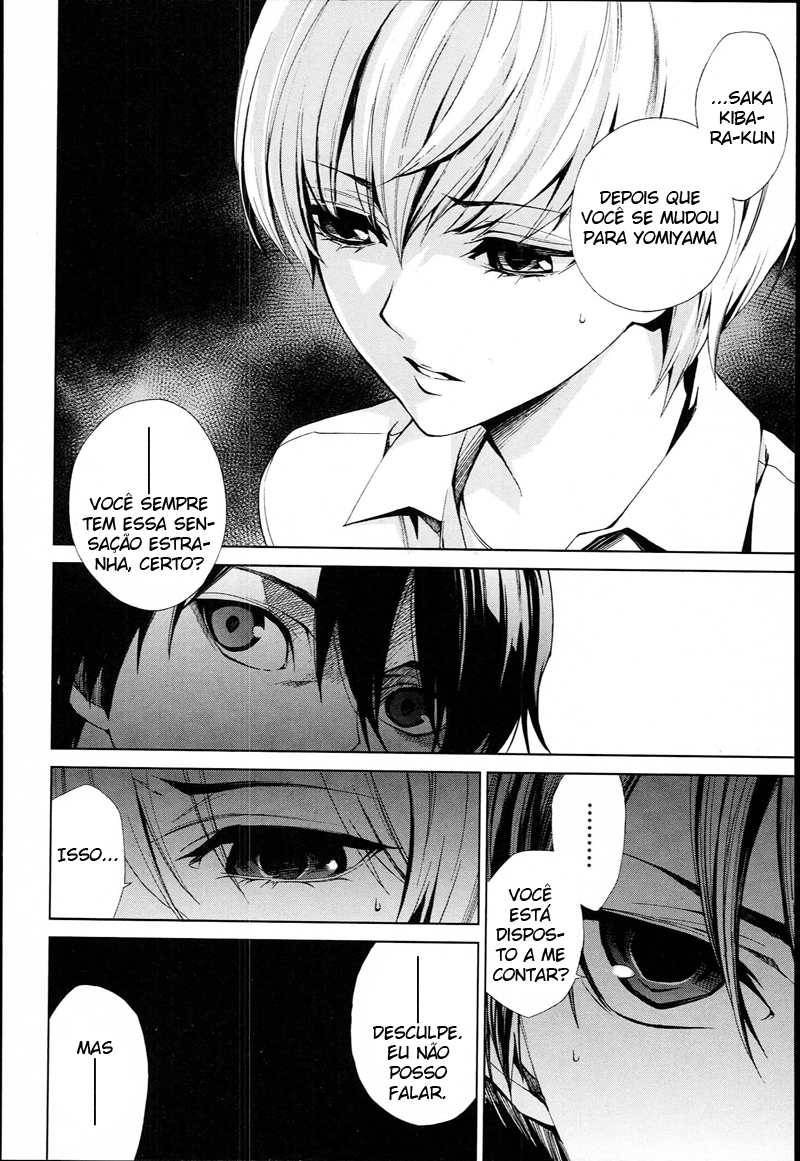 ...SAKA
KIBA-
RA-KUN
DEPOIS QUE
VOCÊ SE MUDOU
PARA YOMIYAMA
VOCÊ SEMPRE
TEM ESSA SEN-
SAÇÃO ESTRA-
NHA, CERTO?
.........
VOCÊ
ESTÁ
DISPOS-
TO A ME
CONTAR?
ISSO...
DESCULPE.
EU NÃO
POSSO
FALAR.
MAS